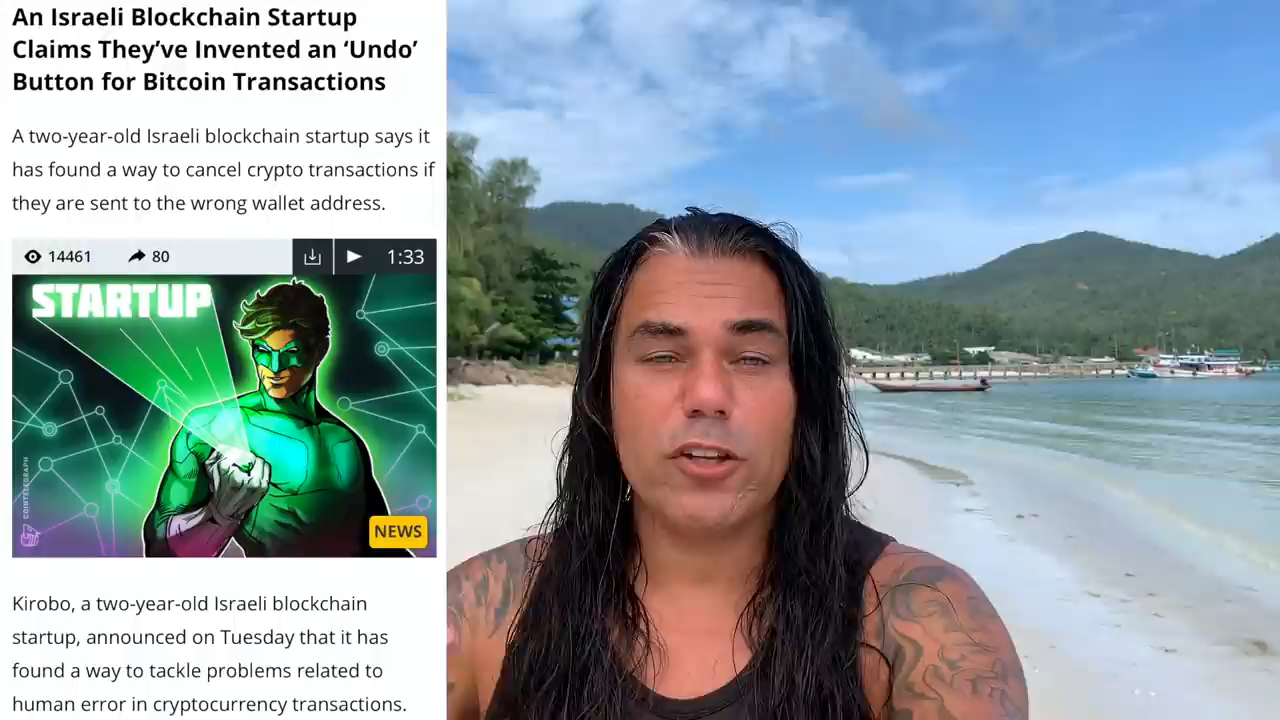 An Israeli Blockchain Startup
Claims They’ve Invented an ‘Undo’
Button for Bitcoin Transactions
A two-year-old Israeli blockchain startup says it
has found a way to cancel crypto transactions if
they are sent to the wrong wallet address.
14461 80 1:33
STARTUP
COINTELEGRAPH
NEWS
Kirobo, a two-year-old Israeli blockchain
startup, announced on Tuesday that it has
found a way to tackle problems related to
human error in cryptocurrency transactions.